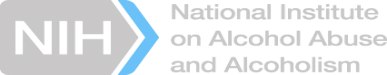 NIH
National Institute
on Alcohol Abuse
and Alcoholism